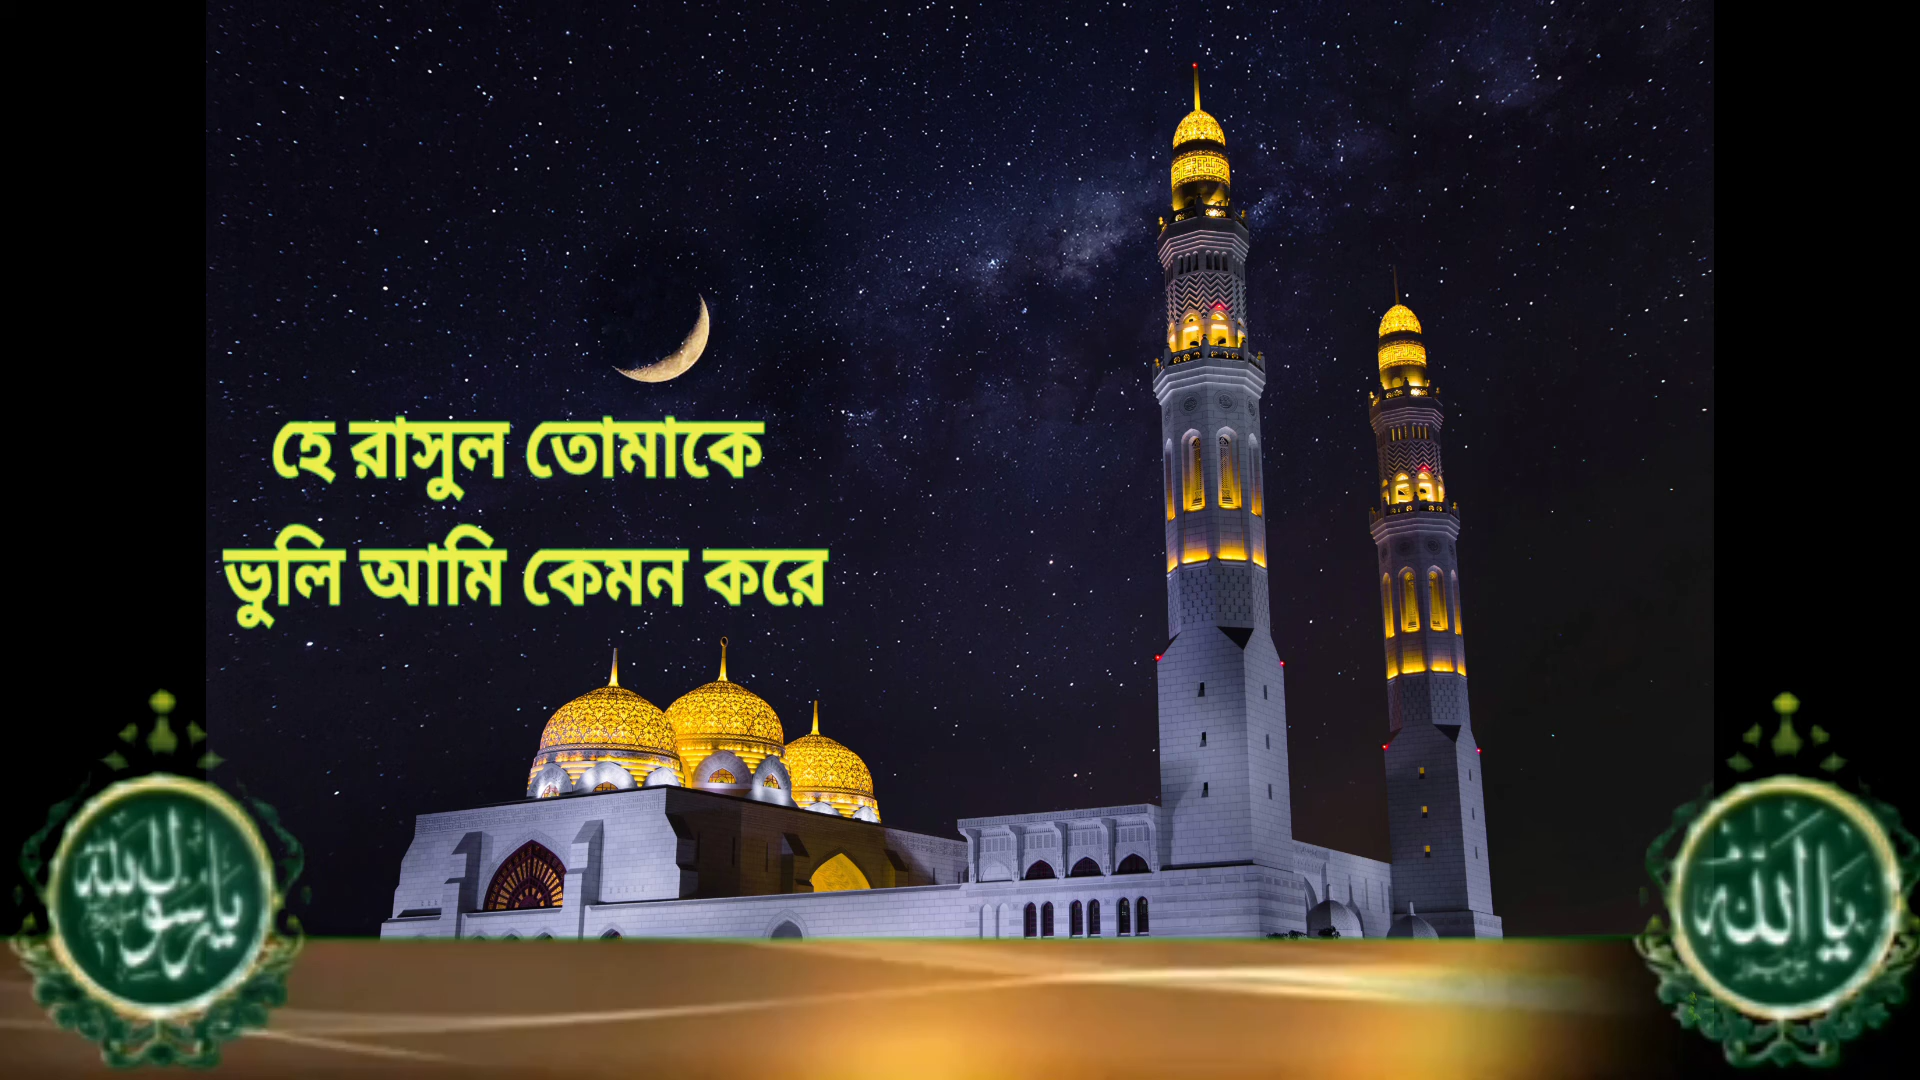 হে রাসুল তোমাকে
ভুলি আমি কেমন করে
يا رسول الله
يا الله